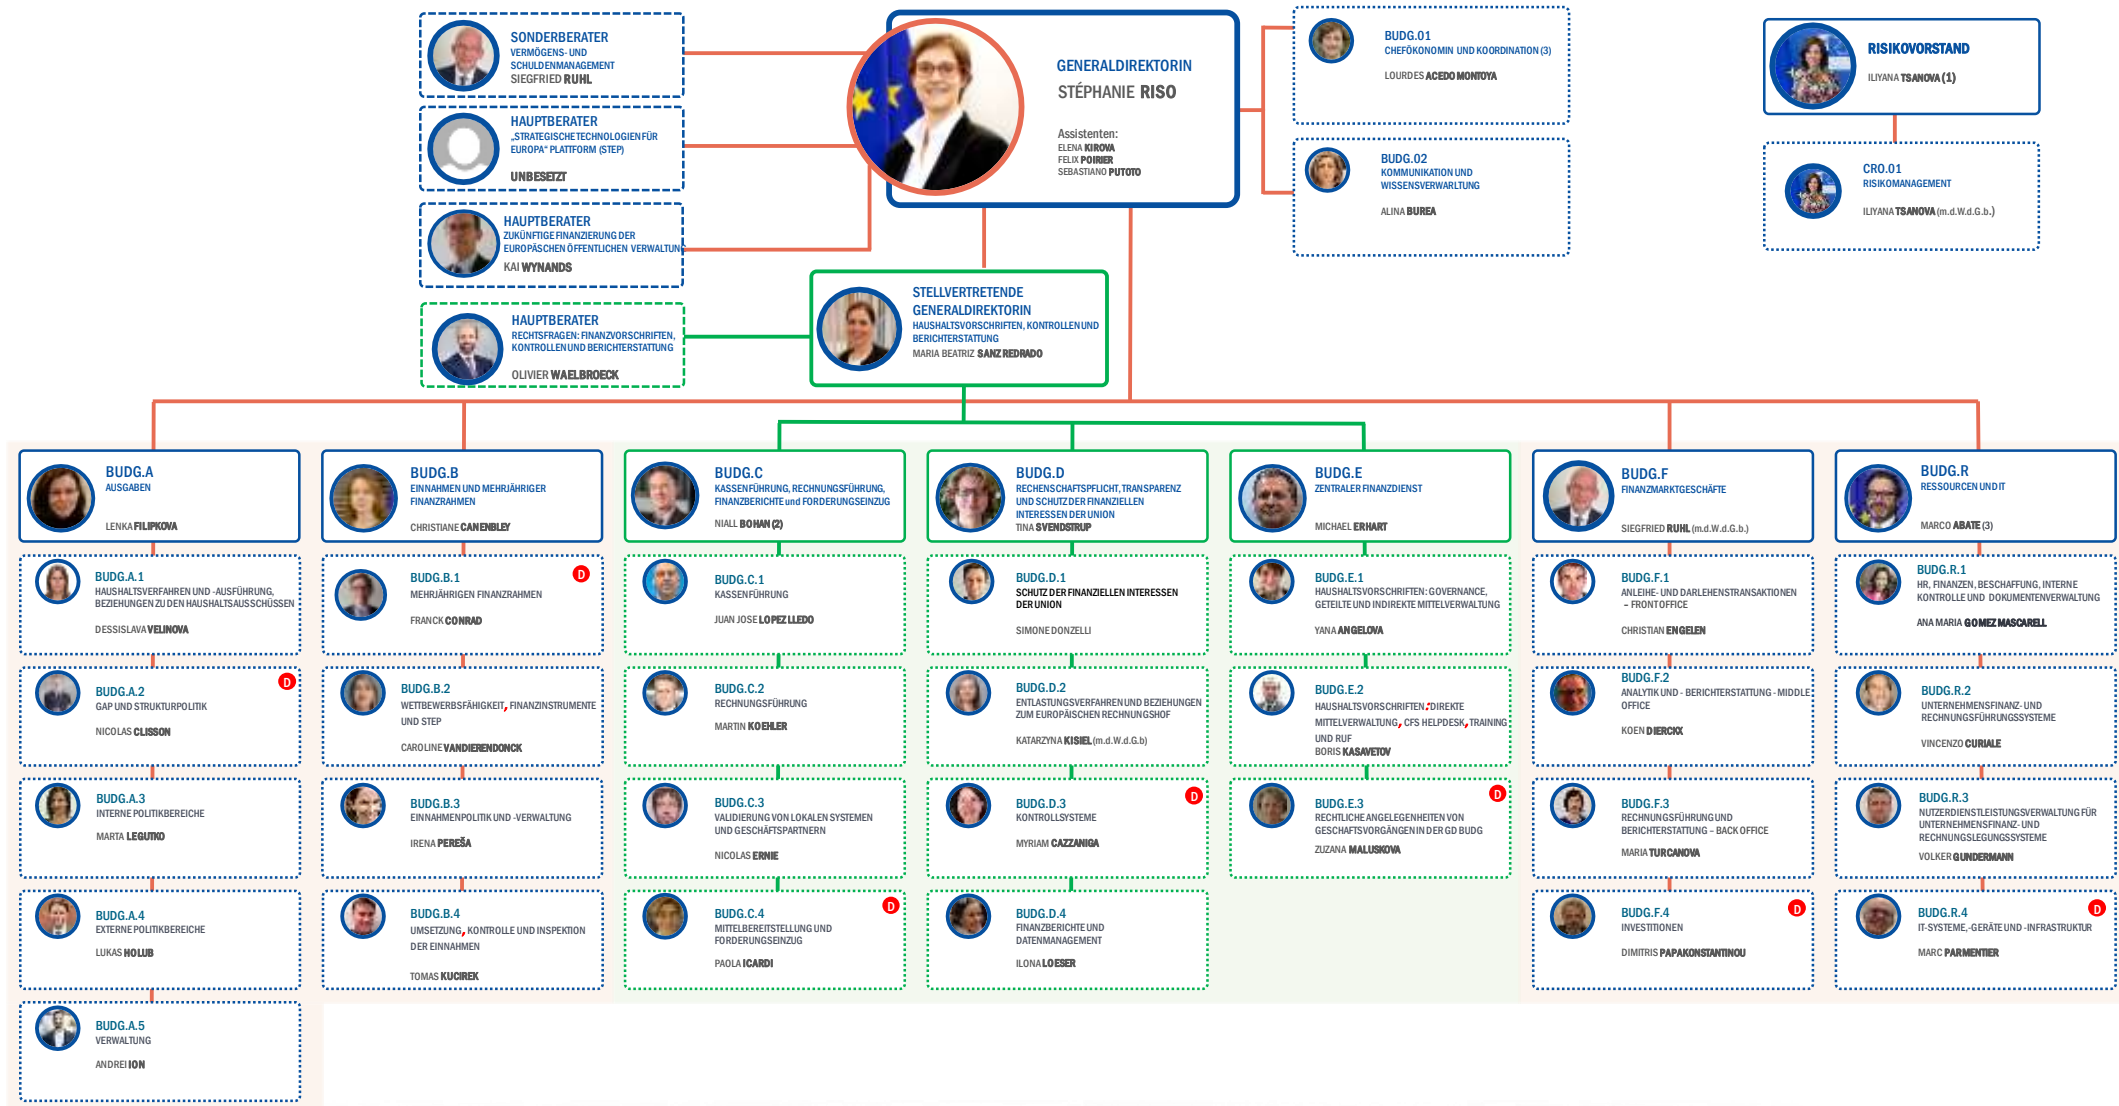 SONDERBERATER
VERMÖGENS- UND
SCHULDENMANAGEMENT
SIEGFRIED RUHL
HAUPTBERATER
„STRATEGISCHE TECHNOLOGIEN FÜR
EUROPA“ PLATTFORM (STEP)
UNBESETZT
HAUPTBERATER
ZUKÜNFTIGE FINANZIERUNG DER
EUROPÄSCHEN ÖFFENTLICHEN VERWALTUNG
KAI WYNANDS
HAUPTBERATER
RECHTSFRAGEN: FINANZVORSCHRIFTEN,
KONTROLLEN UND BERICHTERSTATTUNG
OLIVIER WAELBROECK
GENERALDIREKTORIN
STÉPHANIE RISO
Assistenten:
ELENA KIROVA
FELIX POIRIER
SEBASTIANO PUTOTO
STELLVERTRETENDE
GENERALDIREKTORIN
HAUSHALTSVORSCHRIFTEN, KONTROLLEN UND
BERICHTERSTATTUNG
MARIA BEATRIZ SANZ REDRADO
BUDG.01
CHEFÖKONOMIN UND KOORDINATION (3)
LOURDES ACEDO MONTOYA
BUDG.02
KOMMUNIKATION UND
WISSENSVERWARLTUNG
ALINA BUREA
RISIKOVORSTAND
ILIYANA TSANOVA (1)
CRO.01
RISIKOMANAGEMENT
ILIYANA TSANOVA (m.d.W.d.G.b.)
BUDG.A
AUSGABEN
LENKA FILIPKOVA
BUDG.A.1
HAUSHALTSVERFAHREN UND -AUSFÜHRUNG,
BEZIEHUNGEN ZU DEN HAUSHALTSAUSSCHÜSSEN
DESSISLAVA VELINOVA
BUDG.A.2
D
GAP UND STRUKTURPOLITIK
NICOLAS CLISSON
BUDG.A.3
INTERNE POLITIKBEREICHE
MARTA LEGUTKO
BUDG.A.4
EXTERNE POLITIKBEREICHE
LUKAS HOLUB
BUDG.A.5
VERWALTUNG
ANDREI ION
BUDG.B
EINNAHMEN UND MEHRJÄHRIGER
FINANZRAHMEN
CHRISTIANE CANENBLEY
BUDG.B.1
D
MEHRJÄHRIGEN FINANZRAHMEN
FRANCK CONRAD
BUDG.B.2
WETTBEWERBSFÄHIGKEIT, FINANZINSTRUMENTE
UND STEP
CAROLINE VANDIERENDONCK
BUDG.B.3
EINNAHMENPOLITIK UND -VERWALTUNG
IRENA PEREŠA
BUDG.B.4
UMSETZUNG, KONTROLLE UND INSPEKTION
DER EINNAHMEN
TOMAS KUCIREK
BUDG.C
KASSENFÜHRUNG, RECHNUNGSFÜHRUNG,
FINANZBERICHTE und FORDERUNGSEINZUG
NIALL BOHAN (2)
BUDG.C.1
KASSENFÜHRUNG
JUAN JOSE LOPEZ LLEDO
BUDG.C.2
RECHNUNGSFÜHRUNG
MARTIN KOEHLER
BUDG.C.3
VALIDIERUNG VON LOKALEN SYSTEMEN
UND GESCHÄFTSPARTNERN
NICOLAS ERNIE
BUDG.C.4
D
MITTELBEREITSTELLUNG UND
FORDERUNGSEINZUG
PAOLA ICARDI
BUDG.D
RECHENSCHAFTSPFLICHT, TRANSPARENZ
UND SCHUTZ DER FINANZIELLEN
INTERESSEN DER UNION
TINA SVENDSTRUP
BUDG.D.1
SCHUTZ DER FINANZIELLEN INTERESSEN
DER UNION
SIMONE DONZELLI
BUDG.D.2
ENTLASTUNGSVERFAHREN UND BEZIEHUNGEN
ZUM EUROPÄISCHEN RECHNUNGSHOF
KATARZYNA KISIEL (m.d.W.d.G.b)
BUDG.D.3
D
KONTROLLSYSTEME
MYRIAM CAZZANIGA
BUDG.D.4
FINANZBERICHTE UND
DATENMANAGEMENT
ILONA LOESER
BUDG.E
ZENTRALER FINANZDIENST
MICHAEL ERHART
BUDG.E.1
HAUSHALTSVORSCHRIFTEN: GOVERNANCE,
GETEILTE UND INDIREKTE MITTELVERWALTUNG
YANA ANGELOVA
BUDG.E.2
HAUSHALTSVORSCHRIFTEN: DIREKTE
MITTELVERWALTUNG, CFS HELPDESK, TRAINING
UND RUF
BORIS KASAVETOV
BUDG.E.3
D
RECHTLICHE ANGELEGENHEITEN VON
GESCHAFTSVORGÄNGEN IN DER GD BUDG
ZUZANA MALUSKOVA
BUDG.F
FINANZMARKTGESCHÄFTE
SIEGFRIED RUHL (m.d.W.d.G.b.)
BUDG.F.1
ANLEIHE- UND DARLEHENSTRANSAKTIONEN
– FRONT OFFICE
CHRISTIAN ENGELEN
BUDG.F.2
ANALYTIK UND - BERICHTERSTATTUNG - MIDDLE
OFFICE
KOEN DIERCKX
BUDG.F.3
RECHNUNGSFÜHRUNG UND
BERICHTERSTATTUNG – BACK OFFICE
MARIA TURCANOVA
BUDG.F.4
D
INVESTITIONEN
DIMITRIS PAPAKONSTANTINOU
BUDG.R
RESSOURCEN UND IT
MARCO ABATE (3)
BUDG.R.1
HR, FINANZEN, BESCHAFFUNG, INTERNE
KONTROLLE UND DOKUMENTENVERWALTUNG
ANA MARIA GOMEZ MASCARELL
BUDG.R.2
UNTERNEHMENSFINANZ- UND
RECHNUNGSFÜHRUNGSSYSTEME
VINCENZO CURIALE
BUDG.R.3
NUTZERDIENSTLEISTUNGSVERWALTUNG FÜR
UNTERNEHMENSFINANZ- UND
RECHNUNGSLEGUNGSSYSTEME
VOLKER GUNDERMANN
BUDG.R.4
D
IT-SYSTEME,-GERÄTE UND -INFRASTRUKTUR
MARC PARMENTIER